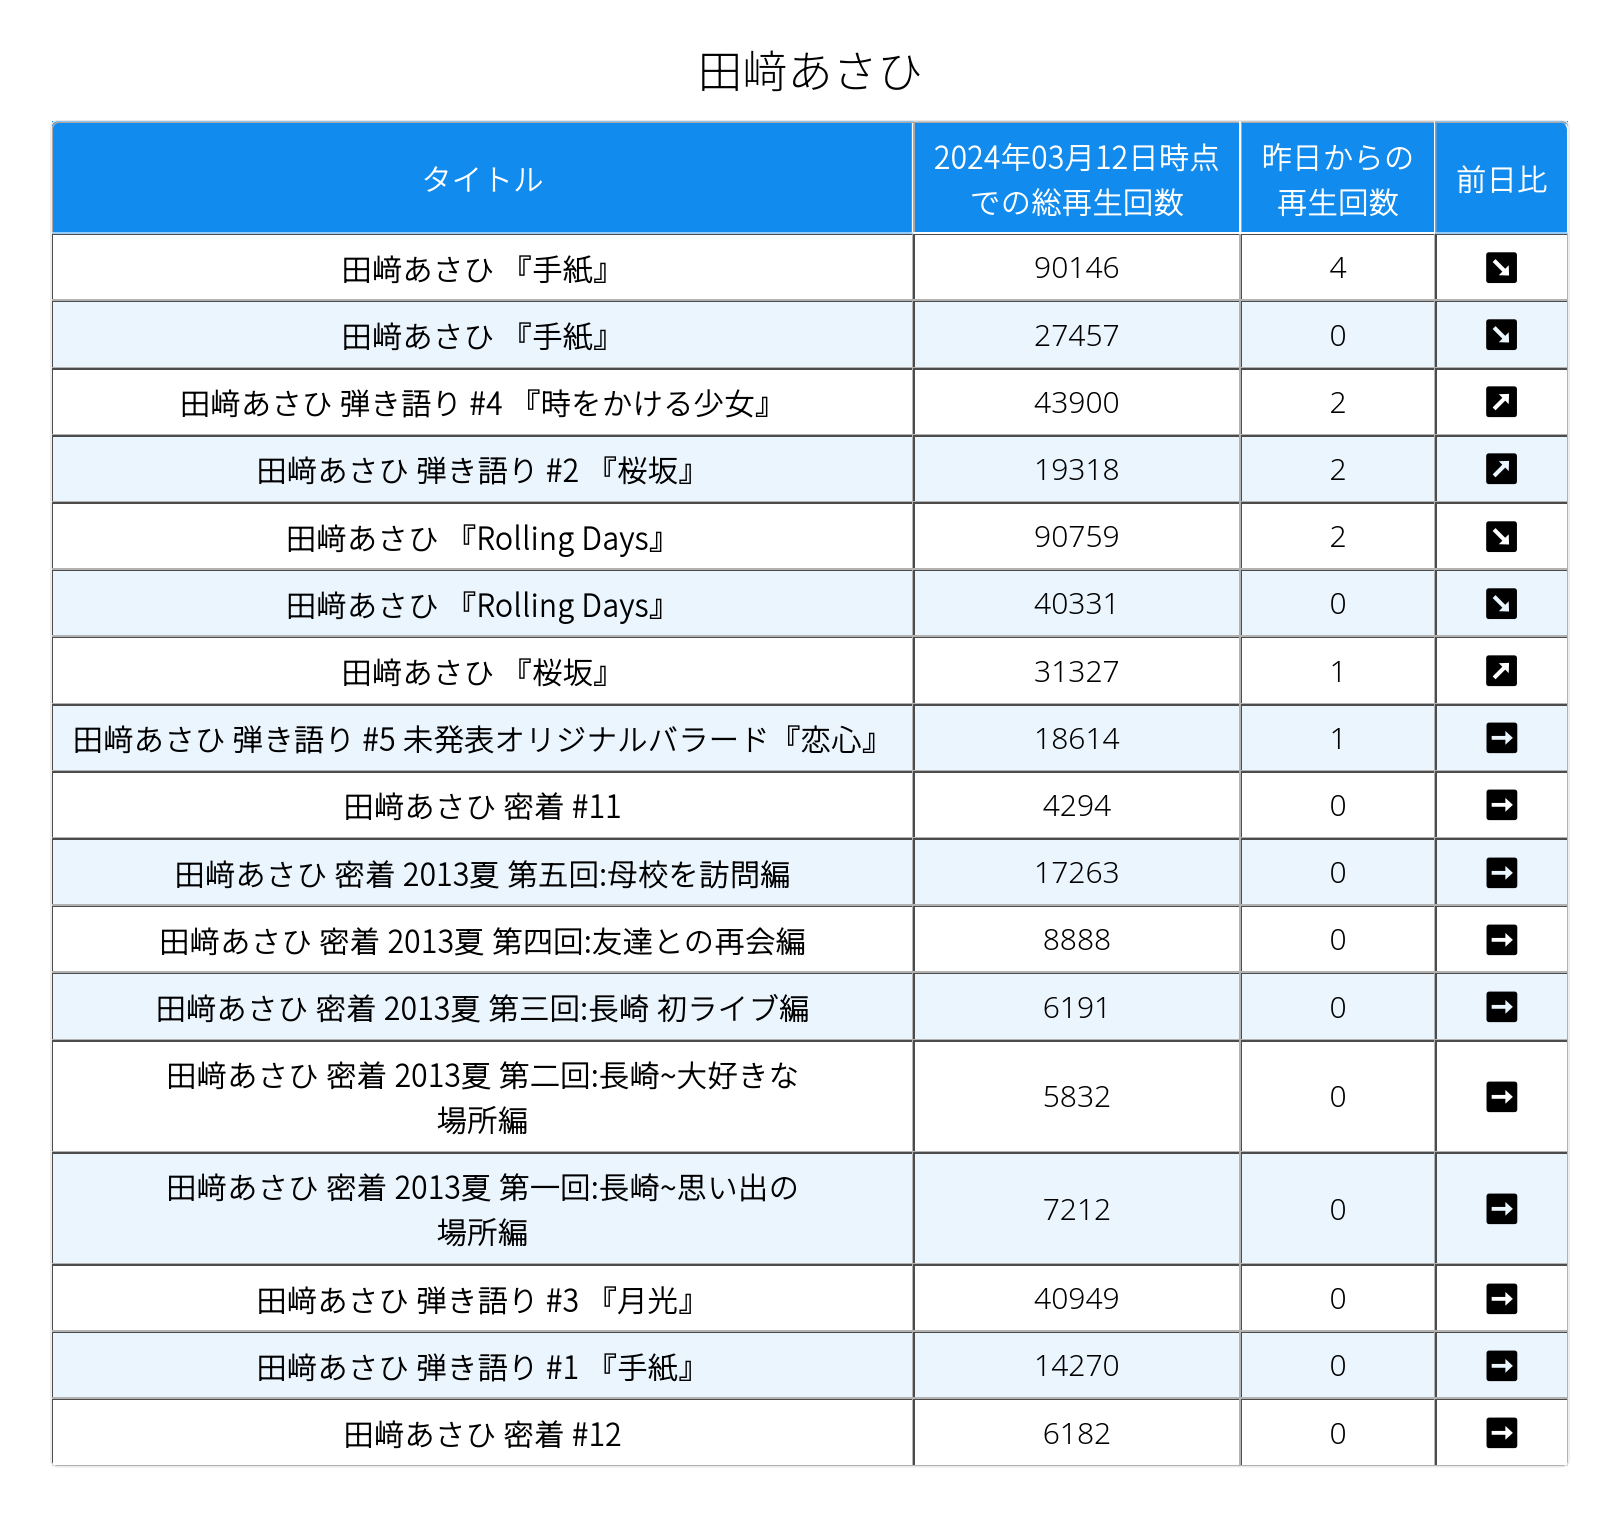 田﨑あさひ
タイトル
2024年03月12日時点
での総再生回数
昨日からの
再生回数
前日比
田﨑あさひ 『手紙』 90146 4 ↘
田﨑あさひ 『手紙』 27457 0 ↘
田﨑あさひ 弾き語り #4 『時をかける少女』 43900 2 ↗
田﨑あさひ 弾き語り #2 『桜坂』 19318 2 ↗
田﨑あさひ 『Rolling Days』 90759 2 ↘
田﨑あさひ 『Rolling Days』 40331 0 ↘
田﨑あさひ 『桜坂』 31327 1 ↗
田﨑あさひ 弾き語り #5 未発表オリジナルバラード『恋心』 18614 1 →
田﨑あさひ 密着 #11 4294 0 →
田﨑あさひ 密着 2013夏 第五回:母校を訪問編 17263 0 →
田﨑あさひ 密着 2013夏 第四回:友達との再会編 8888 0 →
田﨑あさひ 密着 2013夏 第三回:長崎 初ライブ編 6191 0 →
田﨑あさひ 密着 2013夏 第二回:長崎~大好きな
場所編 5832 0 →
田﨑あさひ 密着 2013夏 第一回:長崎~思い出の
場所編 7212 0 →
田﨑あさひ 弾き語り #3 『月光』 40949 0 →
田﨑あさひ 弾き語り #1 『手紙』 14270 0 →
田﨑あさひ 密着 #12 6182 0 →